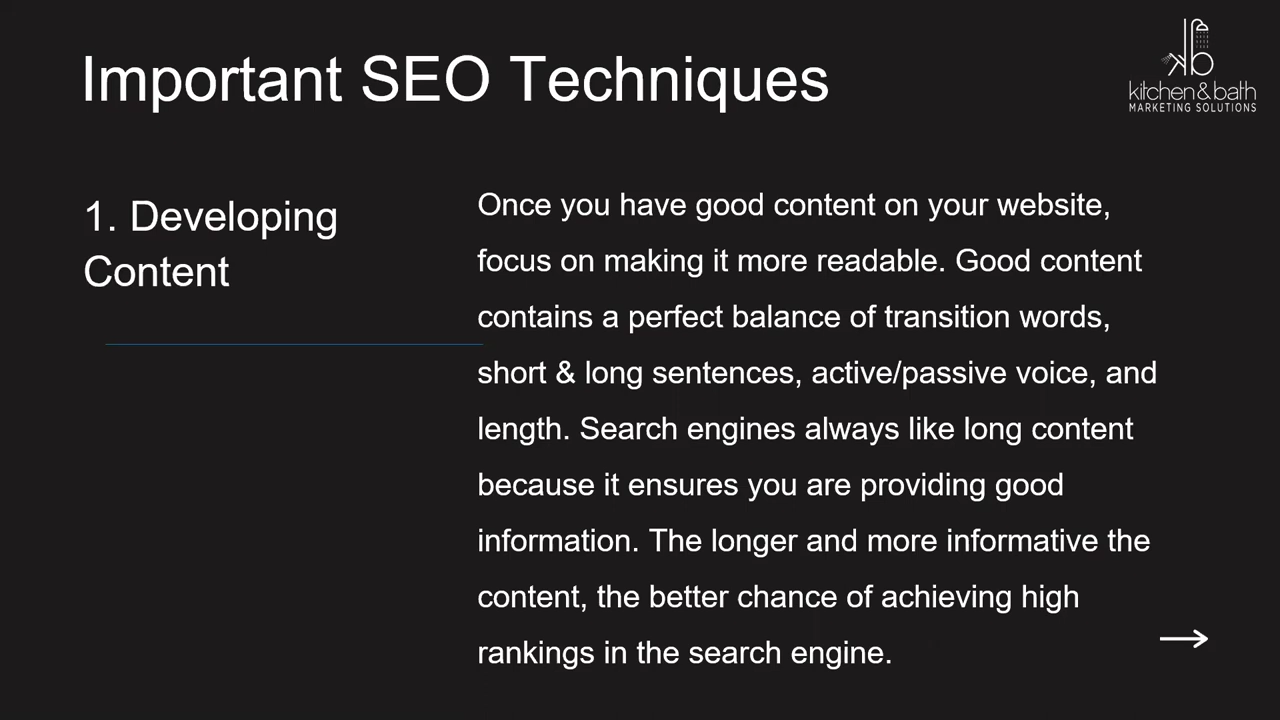 Important SEO Techniques
kb
kitchen & bath
MARKETING SOLUTIONS
1. Developing
Content
Once you have good content on your website,
focus on making it more readable. Good content
contains a perfect balance of transition words,
short & long sentences, active/passive voice, and
length. Search engines always like long content
because it ensures you are providing good
information. The longer and more informative the
content, the better chance of achieving high
rankings in the search engine.